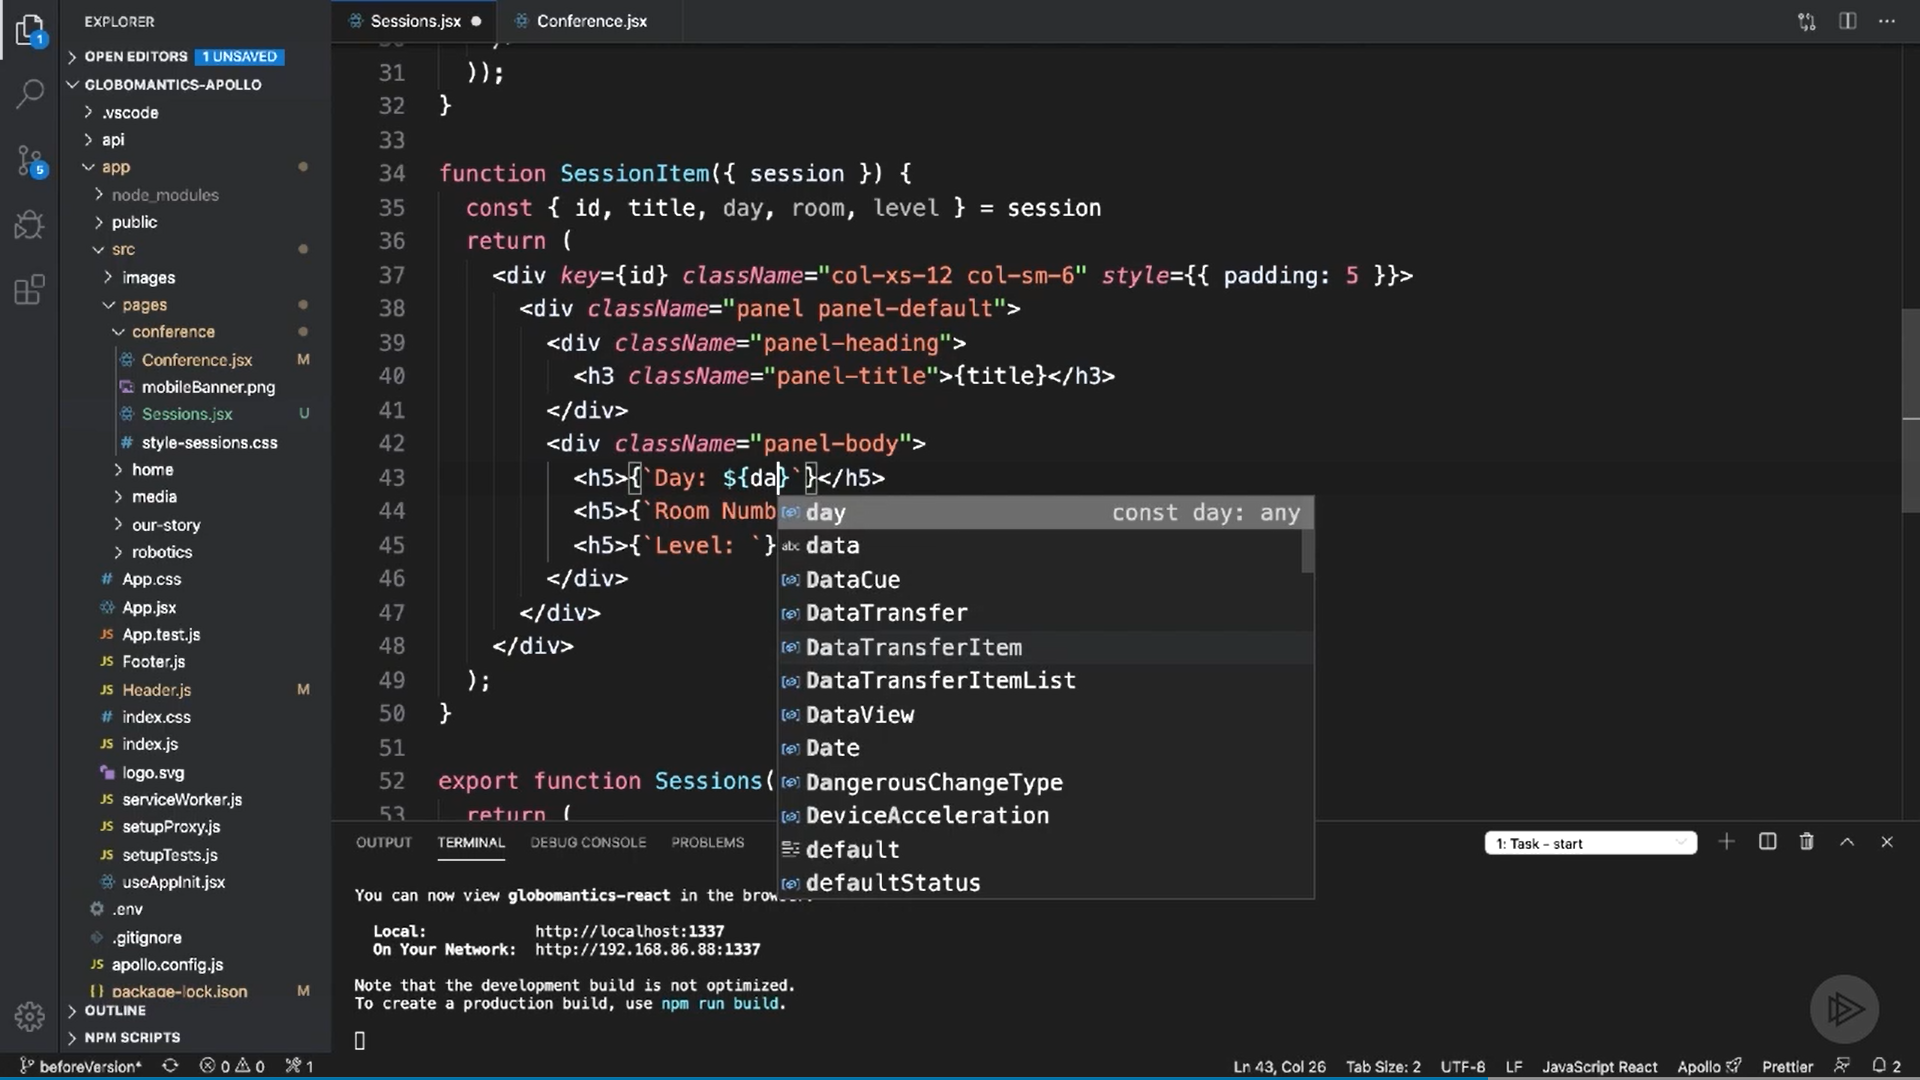 EXPLORER
OPEN EDITORS 1 UNSAVED
GLOBOMANTICS-APOLLO
.vscode
api
app
node_modules
public
src
images
pages
conference
Conference.jsx M
mobileBanner.png
Sessions.jsx U
style-sessions.css
home
media
our-story
robotics
App.css
App.jsx
App.test.js
Footer.js
Header.js M
index.css
index.js
logo.svg
serviceWorker.js
setupProxy.js
setupTests.js
useAppInit.jsx
.env
.gitignore
apollo.config.js
package-lock.json M
OUTLINE
NPM SCRIPTS
1
5
Sessions.jsx Conference.jsx
31 ));
32 }
33
34 function SessionItem({ session }) {
35 const { id, title, day, room, level } = session
36 return (
37 <div key={id} className="col-xs-12 col-sm-6" style={{ padding: 5 }}>
38 <div className="panel panel-default">
39 <div className="panel-heading">
40 <h3 className="panel-title">{title}</h3>
41 </div>
42 <div className="panel-body">
43 <h5>{`Day: ${da}`}</h5>
44 <h5>{`Room Numb
45 <h5>{`Level: `}
46 </div>
47 </div>
48 </div>
49 );
50 }
51
52 export function Sessions(
53 return (
day const day: any
data
DataCue
DataTransfer
DataTransferItem
DataTransferItemList
DataView
Date
DangerousChangeType
DeviceAcceleration
default
defaultStatus
OUTPUT TERMINAL DEBUG CONSOLE PROBLEMS 1: Task - start
You can now view globomantics-react in the brow
Local: http://localhost:1337
On Your Network: http://192.168.86.88:1337
Note that the development build is not optimized.
To create a production build, use npm run build.
beforeVersion* 0 0 1 Ln 43, Col 26 Tab Size: 2 UTF-8 LF JavaScript React Apollo Prettier 2